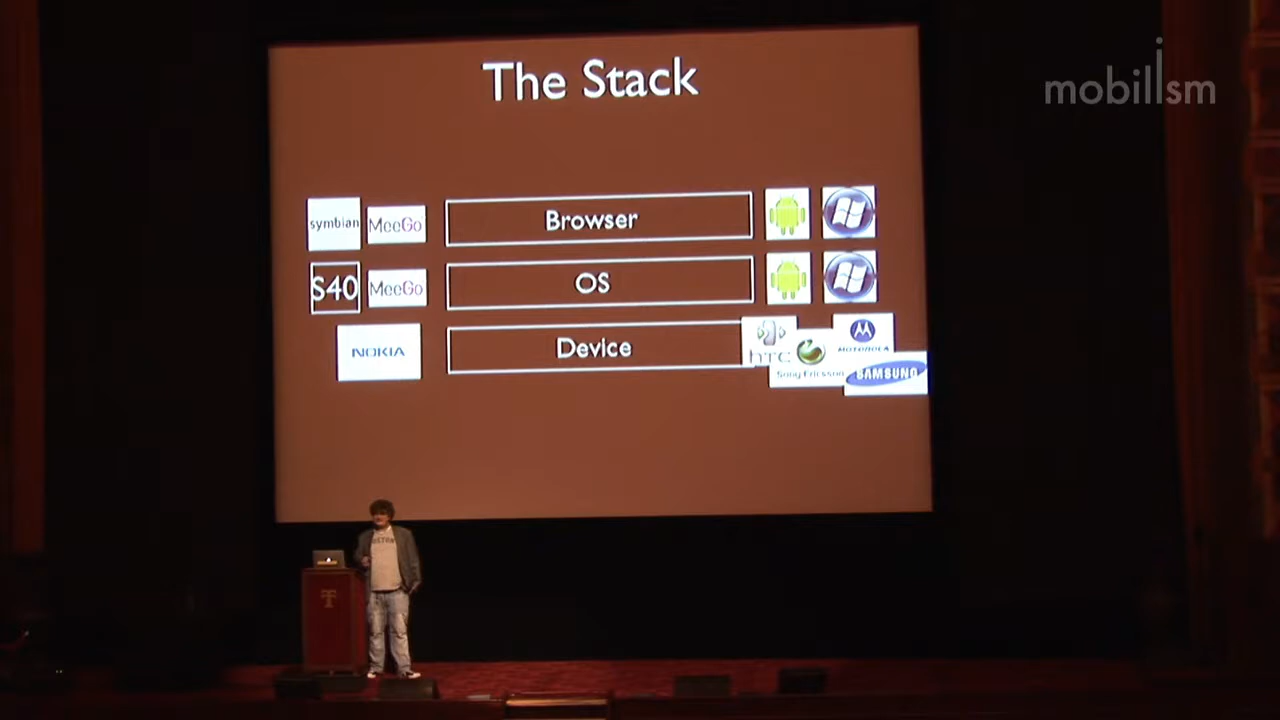 The Stack
mobilism
symbian MeeGo Browser
S40 MeeGo OS
NOKIA Device
hTC
Sony Ericsson
MOTOROLA
SAMSUNG
T